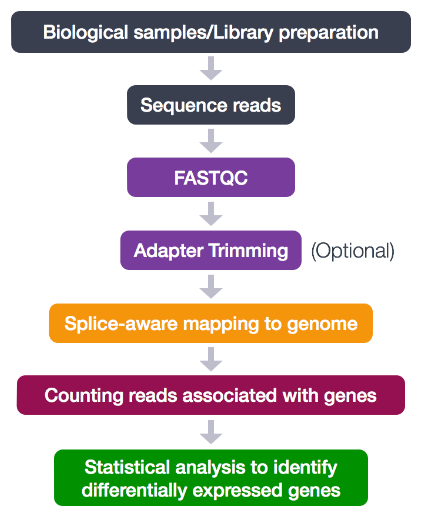 Biological samples/Library preparation
Sequence reads
FASTQC
Adapter Trimming (Optional)
Splice-aware mapping to genome
Counting reads associated with genes
Statistical analysis to identify
differentially expressed genes